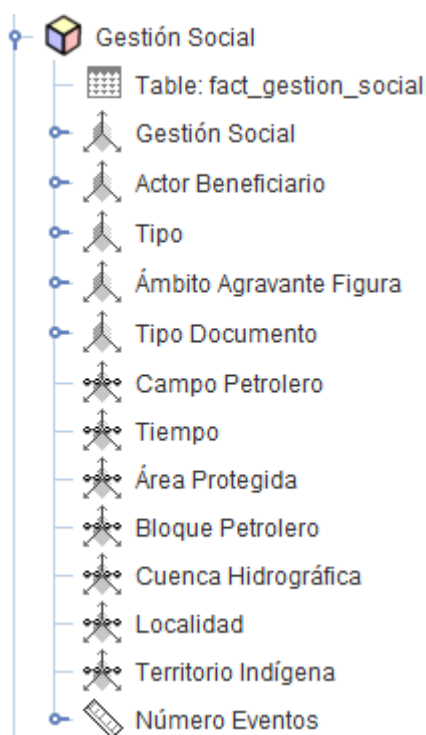 Gestión Social
Table: fact_gestion_social
Gestión Social
Actor Beneficiario
Tipo
Ámbito Agravante Figura
Tipo Documento
Campo Petrolero
Tiempo
Área Protegida
Bloque Petrolero
Cuenca Hidrográfica
Localidad
Territorio Indígena
Número Eventos